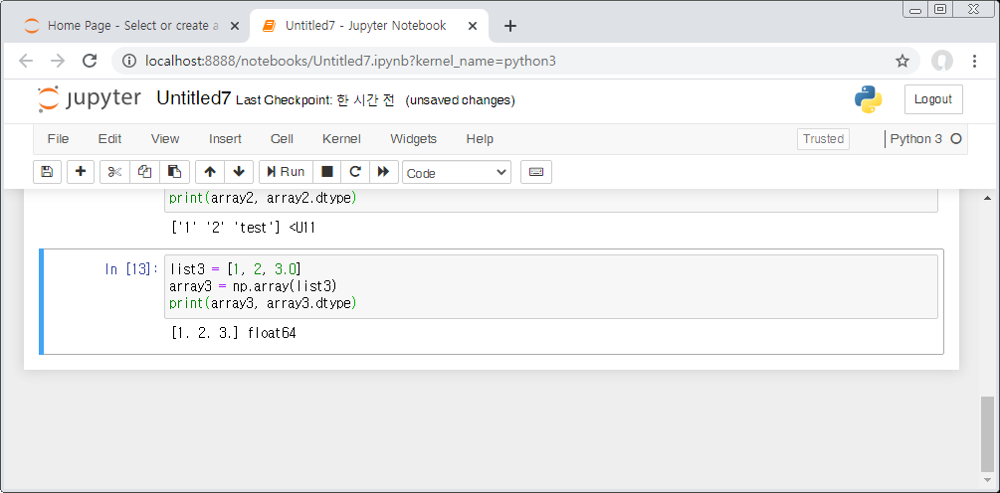 Home Page - Select or create a
Untitled7 - Jupyter Notebook
localhost:8888/notebooks/Untitled7.ipynb?kernel_name=python3
jupyter Untitled7 Last Checkpoint: 한 시간 전 (unsaved changes)
Logout
File Edit View Insert Cell Kernel Widgets Help
Trusted
Python 3
Run
Code
print(array2, array2.dtype)
['1' '2' 'test'] <U11
In [13]: list3 = [1, 2, 3.0]
array3 = np.array(list3)
print(array3, array3.dtype)
[1. 2. 3.] float64